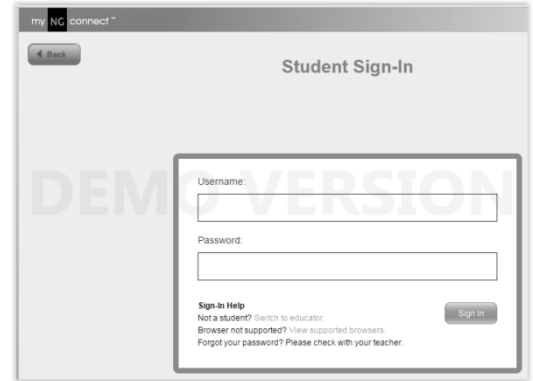 my NG connect™
Back
Student Sign-In
DEMO VERSION
Username:
Password:
Sign-In Help
Not a student? Switch to educator.
Browser not supported? View supported browsers.
Forgot your password? Please check with your teacher.
Sign In